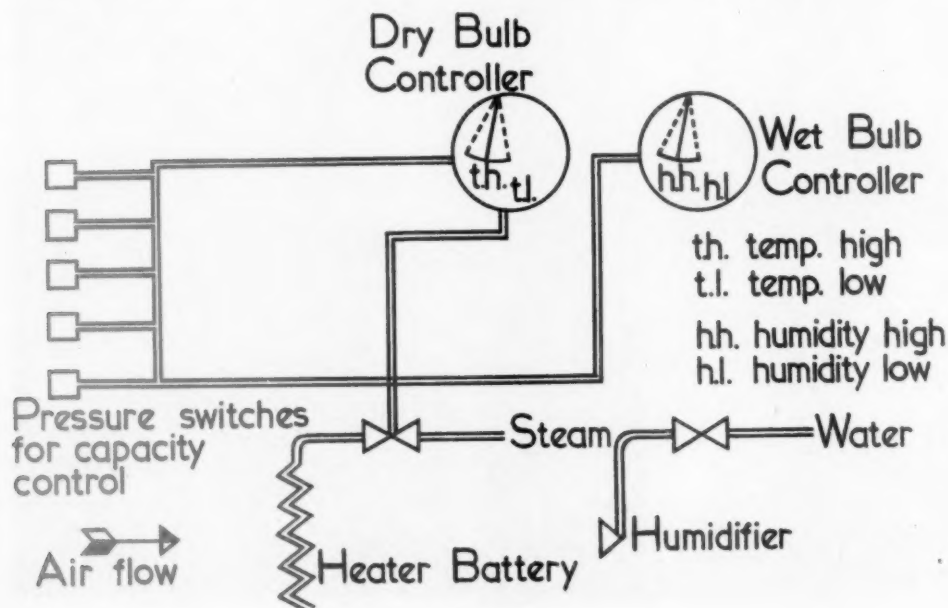 Dry Bulb
Controller
t.h. t.l.
h.h. h.l.
Wet Bulb
Controller
t.h. temp. high
t.l. temp. low
h.h. humidity high
h.l. humidity low
Pressure switches
for capacity
control
Steam
Water
Air flow
Heater Battery
Humidifier